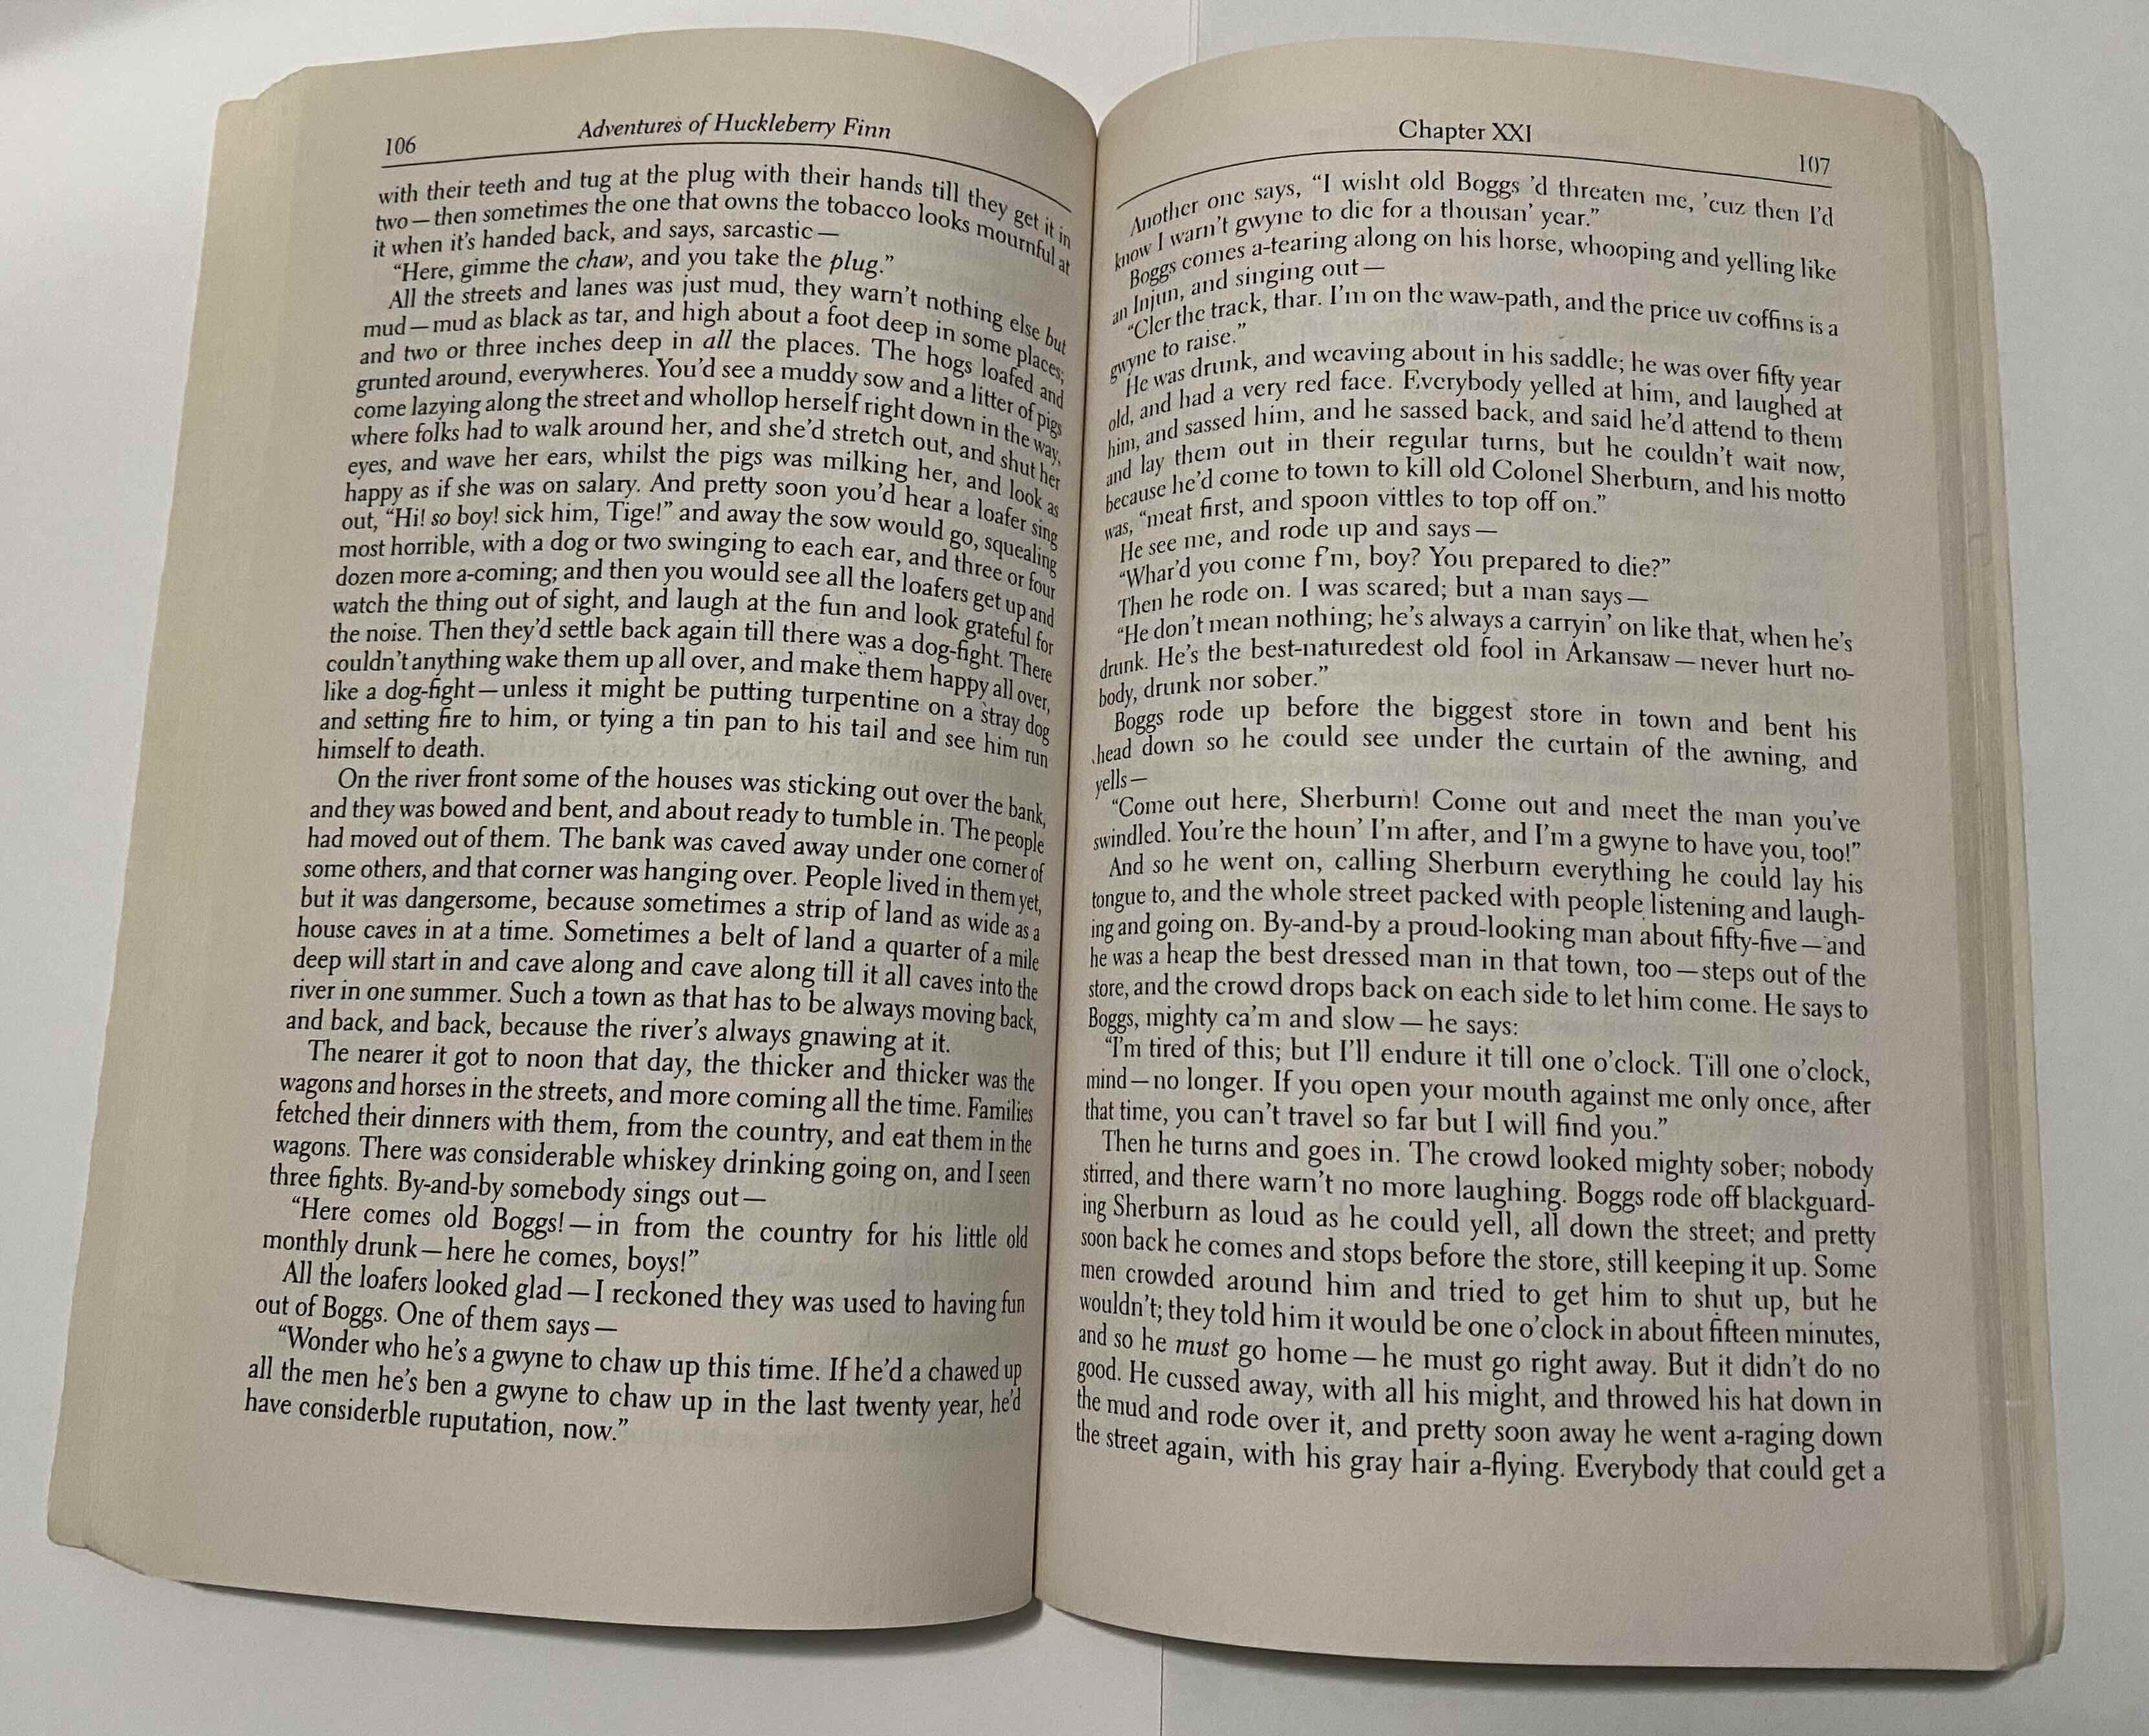 106
Adventures of Huckleberry Finn
with their teeth and tug at the plug with their hands till they get it in
two—then sometimes the one that owns the tobacco looks mournful at
it when it's handed back, and says, sarcastic—
"Here, gimme the chaw, and you take the plug."
All the streets and lanes was just mud, they warn't nothing else but
mud—mud as black as tar, and high about a foot deep in some places;
and two or three inches deep in all the places. The hogs loafed and
grunted around, everywheres. You'd see a muddy sow and a litter of pigs
come lazying along the street and whollop herself right down in the way,
where folks had to walk around her, and she'd stretch out, and shut her
eyes, and wave her ears, whilst the pigs was milking her, and look as
happy as if she was on salary. And pretty soon you'd hear a loafer sing
out, "Hi! so boy! sick him, Tige!" and away the sow would go, squealing
most horrible, with a dog or two swinging to each ear, and three or four
dozen more a-coming; and then you would see all the loafers get up and
watch the thing out of sight, and laugh at the fun and look grateful for
the noise. Then they'd settle back again till there was a dog-fight. There
couldn't anything wake them up all over, and make them happy all over,
like a dog-fight—unless it might be putting turpentine on a stray dog
and setting fire to him, or tying a tin pan to his tail and see him run
himself to death.
On the river front some of the houses was sticking out over the bank,
and they was bowed and bent, and about ready to tumble in. The people
had moved out of them. The bank was caved away under one corner of
some others, and that corner was hanging over. People lived in them yet,
but it was dangersome, because sometimes a strip of land as wide as a
house caves in at a time. Sometimes a belt of land a quarter of a mile
deep will start in and cave along and cave along till it all caves into the
river in one summer. Such a town as that has to be always moving back,
and back, and back, because the river's always gnawing at it.
The nearer it got to noon that day, the thicker and thicker was the
wagons and horses in the streets, and more coming all the time. Families
fetched their dinners with them, from the country, and eat them in the
wagons. There was considerable whiskey drinking going on, and I seen
three fights. By-and-by somebody sings out—
"Here comes old Boggs!—in from the country for his little old
monthly drunk—here he comes, boys!"
All the loafers looked glad—I reckoned they was used to having fun
out of Boggs. One of them says—
"Wonder who he's a gwyne to chaw up this time. If he'd a chawed up
all the men he's ben a gwyne to chaw up in the last twenty year, he'd
have considerble ruputation, now."
Chapter XXI
107
Another one says, "I wisht old Boggs 'd threaten me, 'cuz then I'd
know I warn't gwyne to die for a thousan' year."
Boggs comes a-tearing along on his horse, whooping and yelling like
an Injun, and singing out—
"Cler the track, thar. I'm on the waw-path, and the price uv coffins is a
gwyne to raise."
He was drunk, and weaving about in his saddle; he was over fifty year
old, and had a very red face. Everybody yelled at him, and laughed at
him, and sassed him, and he sassed back, and said he'd attend to them
and lay them out in their regular turns, but he couldn't wait now,
because he'd come to town to kill old Colonel Sherburn, and his motto
was, "meat first, and spoon vittles to top off on."
He see me, and rode up and says—
"Whar'd you come f'm, boy? You prepared to die?"
Then he rode on. I was scared; but a man says—
"He don't mean nothing; he's always a carryin' on like that, when he's
drunk. He's the best-naturedest old fool in Arkansaw—never hurt no-
body, drunk nor sober."
Boggs rode up before the biggest store in town and bent his
head down so he could see under the curtain of the awning, and
yells—
"Come out here, Sherburn! Come out and meet the man you've
swindled. You're the houn' I'm after, and I'm a gwyne to have you, too!"
And so he went on, calling Sherburn everything he could lay his
tongue to, and the whole street packed with people listening and laugh-
ing and going on. By-and-by a proud-looking man about fifty-five—and
he was a heap the best dressed man in that town, too—steps out of the
store, and the crowd drops back on each side to let him come. He says to
Boggs, mighty ca'm and slow—he says:
"I'm tired of this; but I'll endure it till one o'clock. Till one o'clock,
mind—no longer. If you open your mouth against me only once, after
that time, you can't travel so far but I will find you."
Then he turns and goes in. The crowd looked mighty sober; nobody
stirred, and there warn't no more laughing. Boggs rode off blackguard-
ing Sherburn as loud as he could yell, all down the street; and pretty
soon back he comes and stops before the store, still keeping it up. Some
men crowded around him and tried to get him to shut up, but he
wouldn't; they told him it would be one o'clock in about fifteen minutes,
and so he must go home—he must go right away. But it didn't do no
good. He cussed away, with all his might, and throwed his hat down in
the mud and rode over it, and pretty soon away he went a-raging down
the street again, with his gray hair a-flying. Everybody that could get a